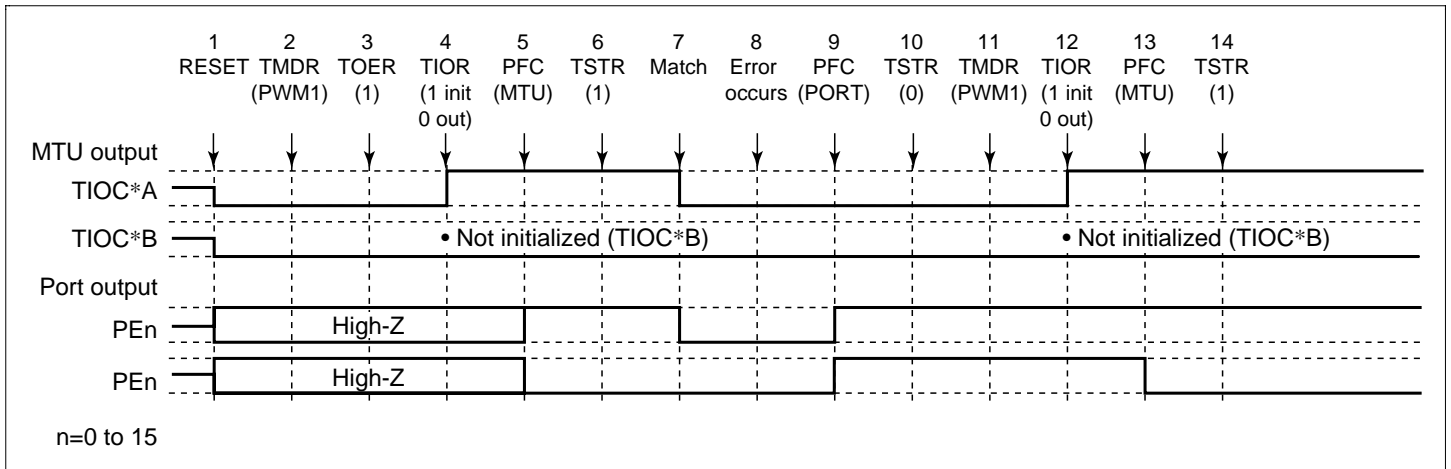 1 2 3 4 5 6 7 8 9 10 11 12 13 14
RESET TMDR TOER TIOR PFC TSTR Match Error PFC TSTR TMDR TIOR PFC TSTR
(PWM1) (1) (1 init (MTU) (1) occurs (PORT) (0) (PWM1) (1 init (MTU) (1)
0 out) 0 out)
MTU output
TIOC*A
TIOC*B • Not initialized (TIOC*B) • Not initialized (TIOC*B)
Port output
PEn High-Z
PEn High-Z
n=0 to 15